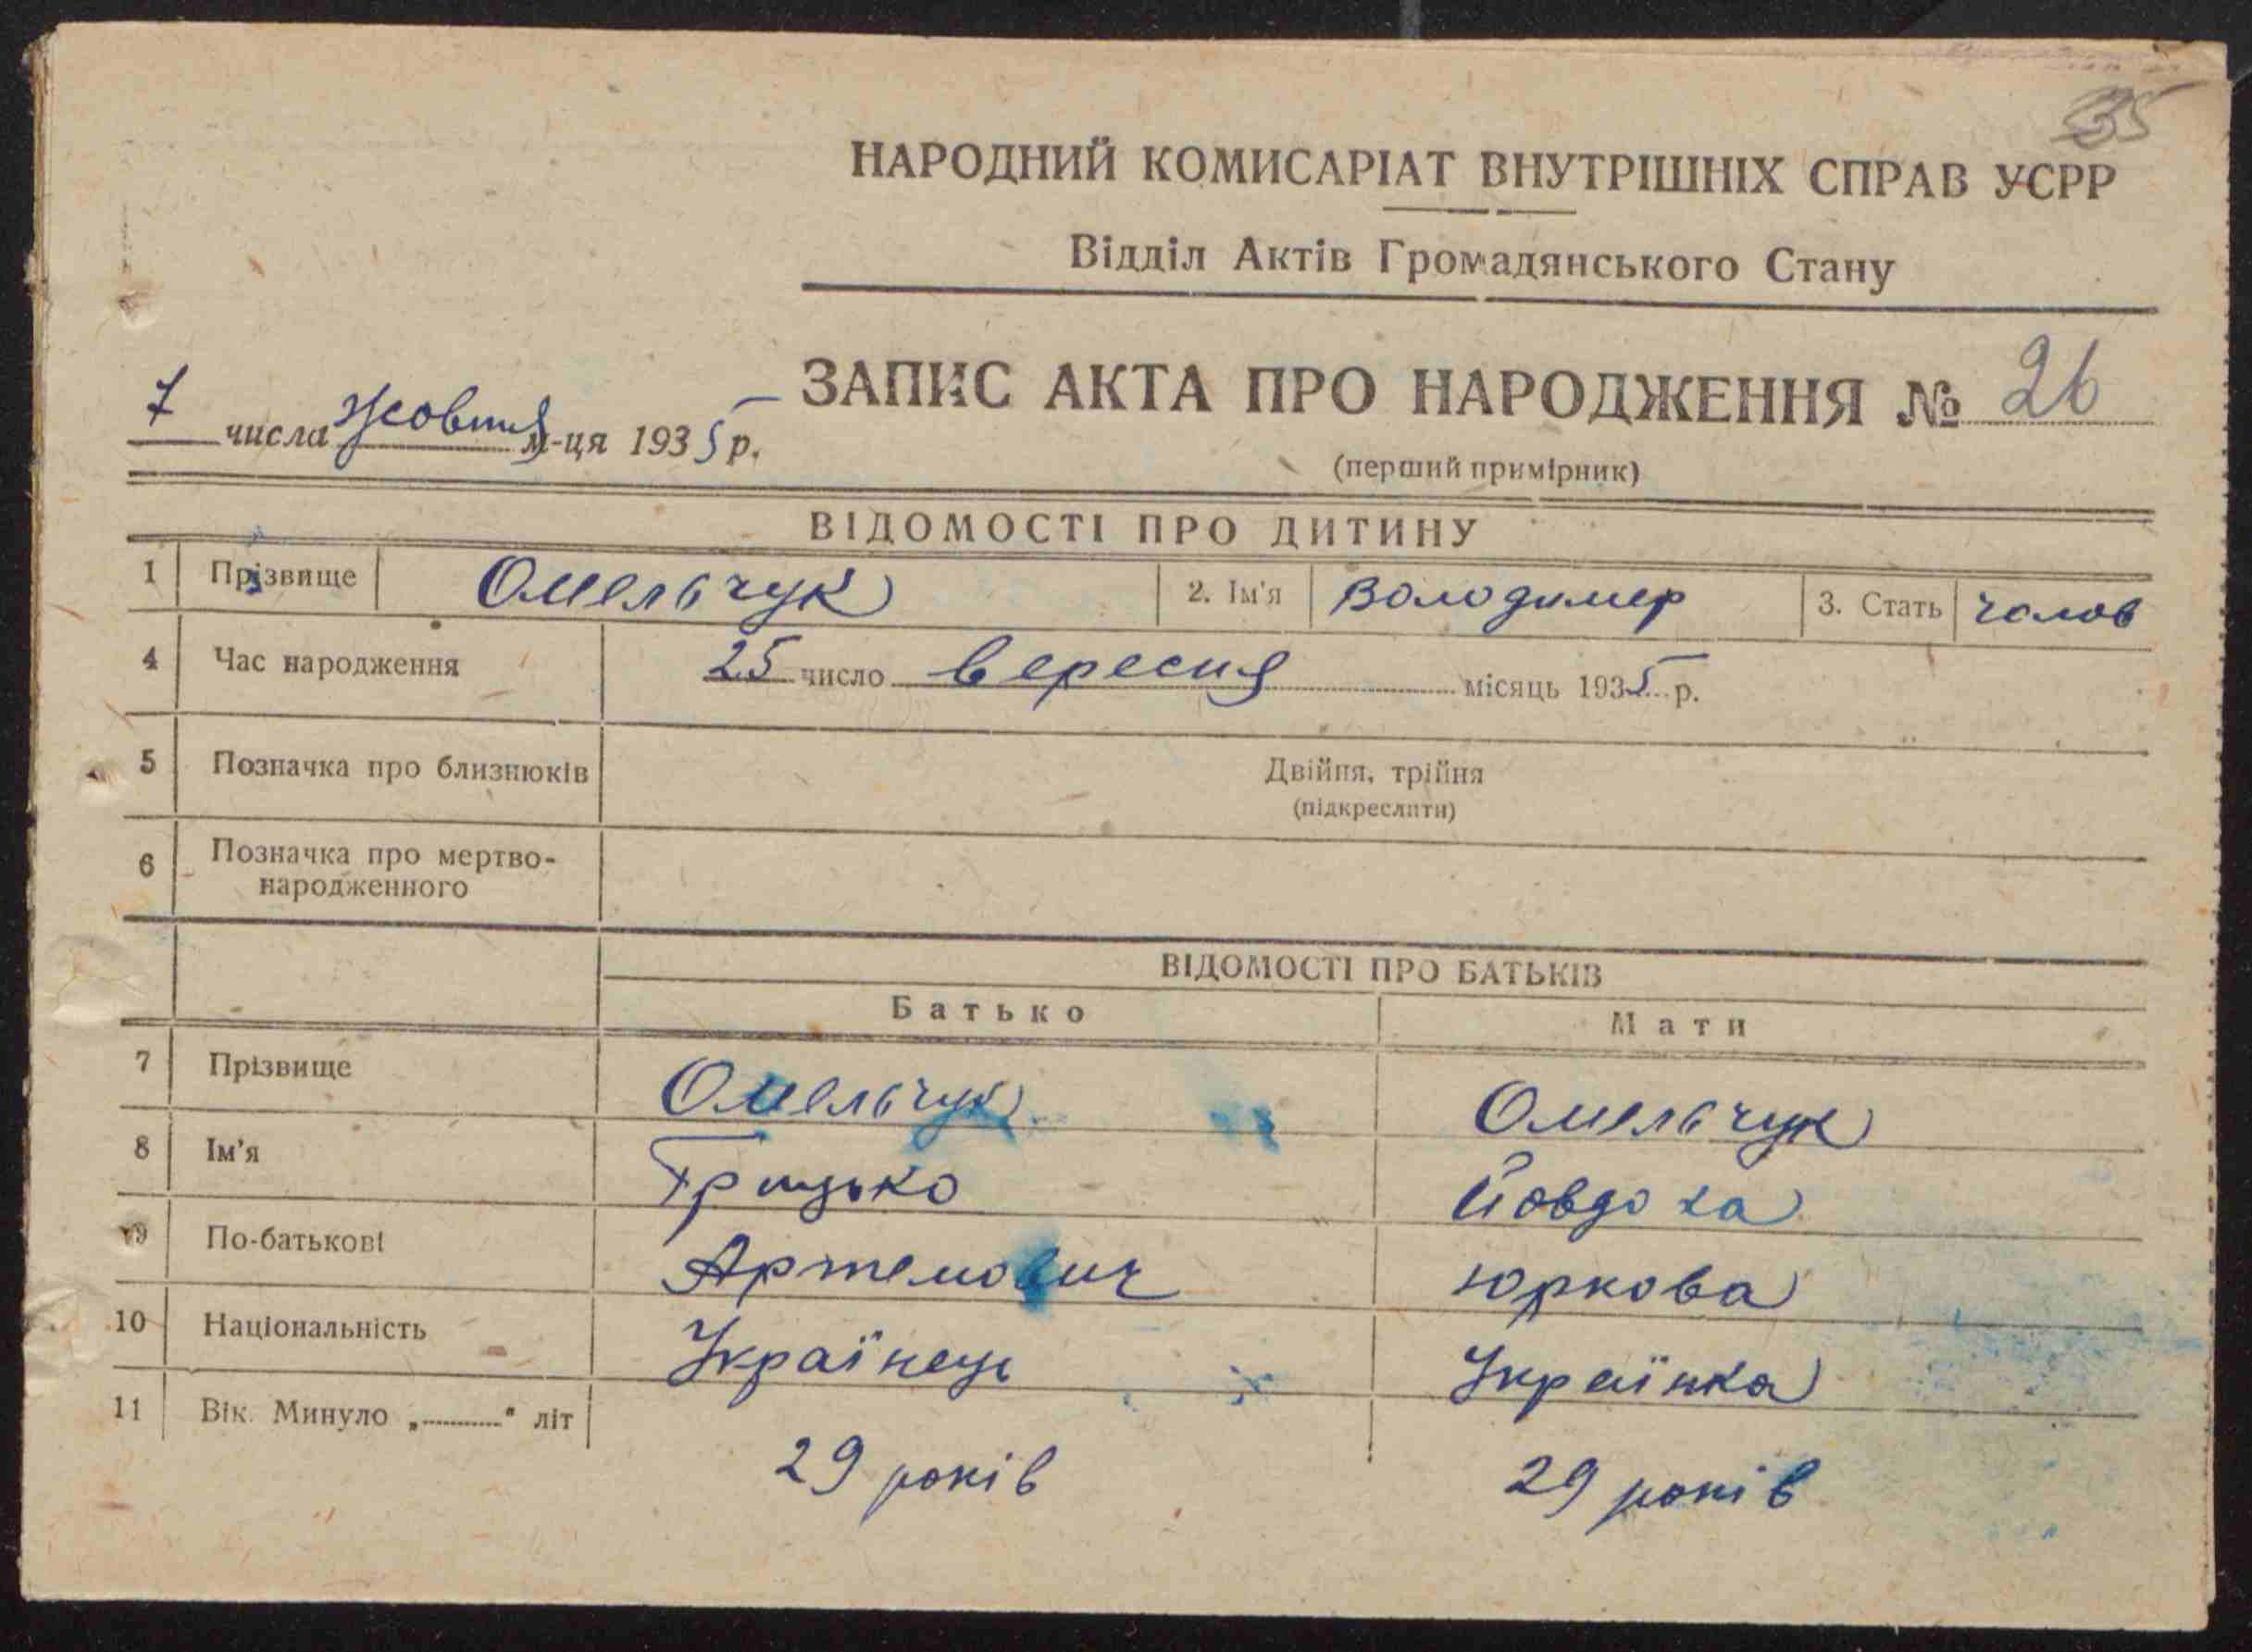 35
НАРОДНИЙ КОМИСАРІАТ ВНУТРІШНІХ СПРАВ УСРР
Відділ Актів Громадянського Стану
ЗАПИС АКТА ПРО НАРОДЖЕННЯ № 26
7 числа Жовтня м-ця 1935 р.
(перший примірник)
ВІДОМОСТІ ПРО ДИТИНУ
1 Прізвище Омельчук 2. Ім'я Володимер 3. Стать чолов
4 Час народження 25 число вересня місяць 1935 р.
5 Позначка про близнюків Двійня, трійня
(підкреслити)
6 Позначка про мертво-
народженного
ВІДОМОСТІ ПРО БАТЬКІВ
Батько Мати
7 Прізвище Омельчук Омельчук
8 Ім'я Грицько Йовдоха
9 По-батькові Артемович Юркова
10 Національність Українець Українка
11 Вік. Минуло „..........“ літ 29 років 29 років